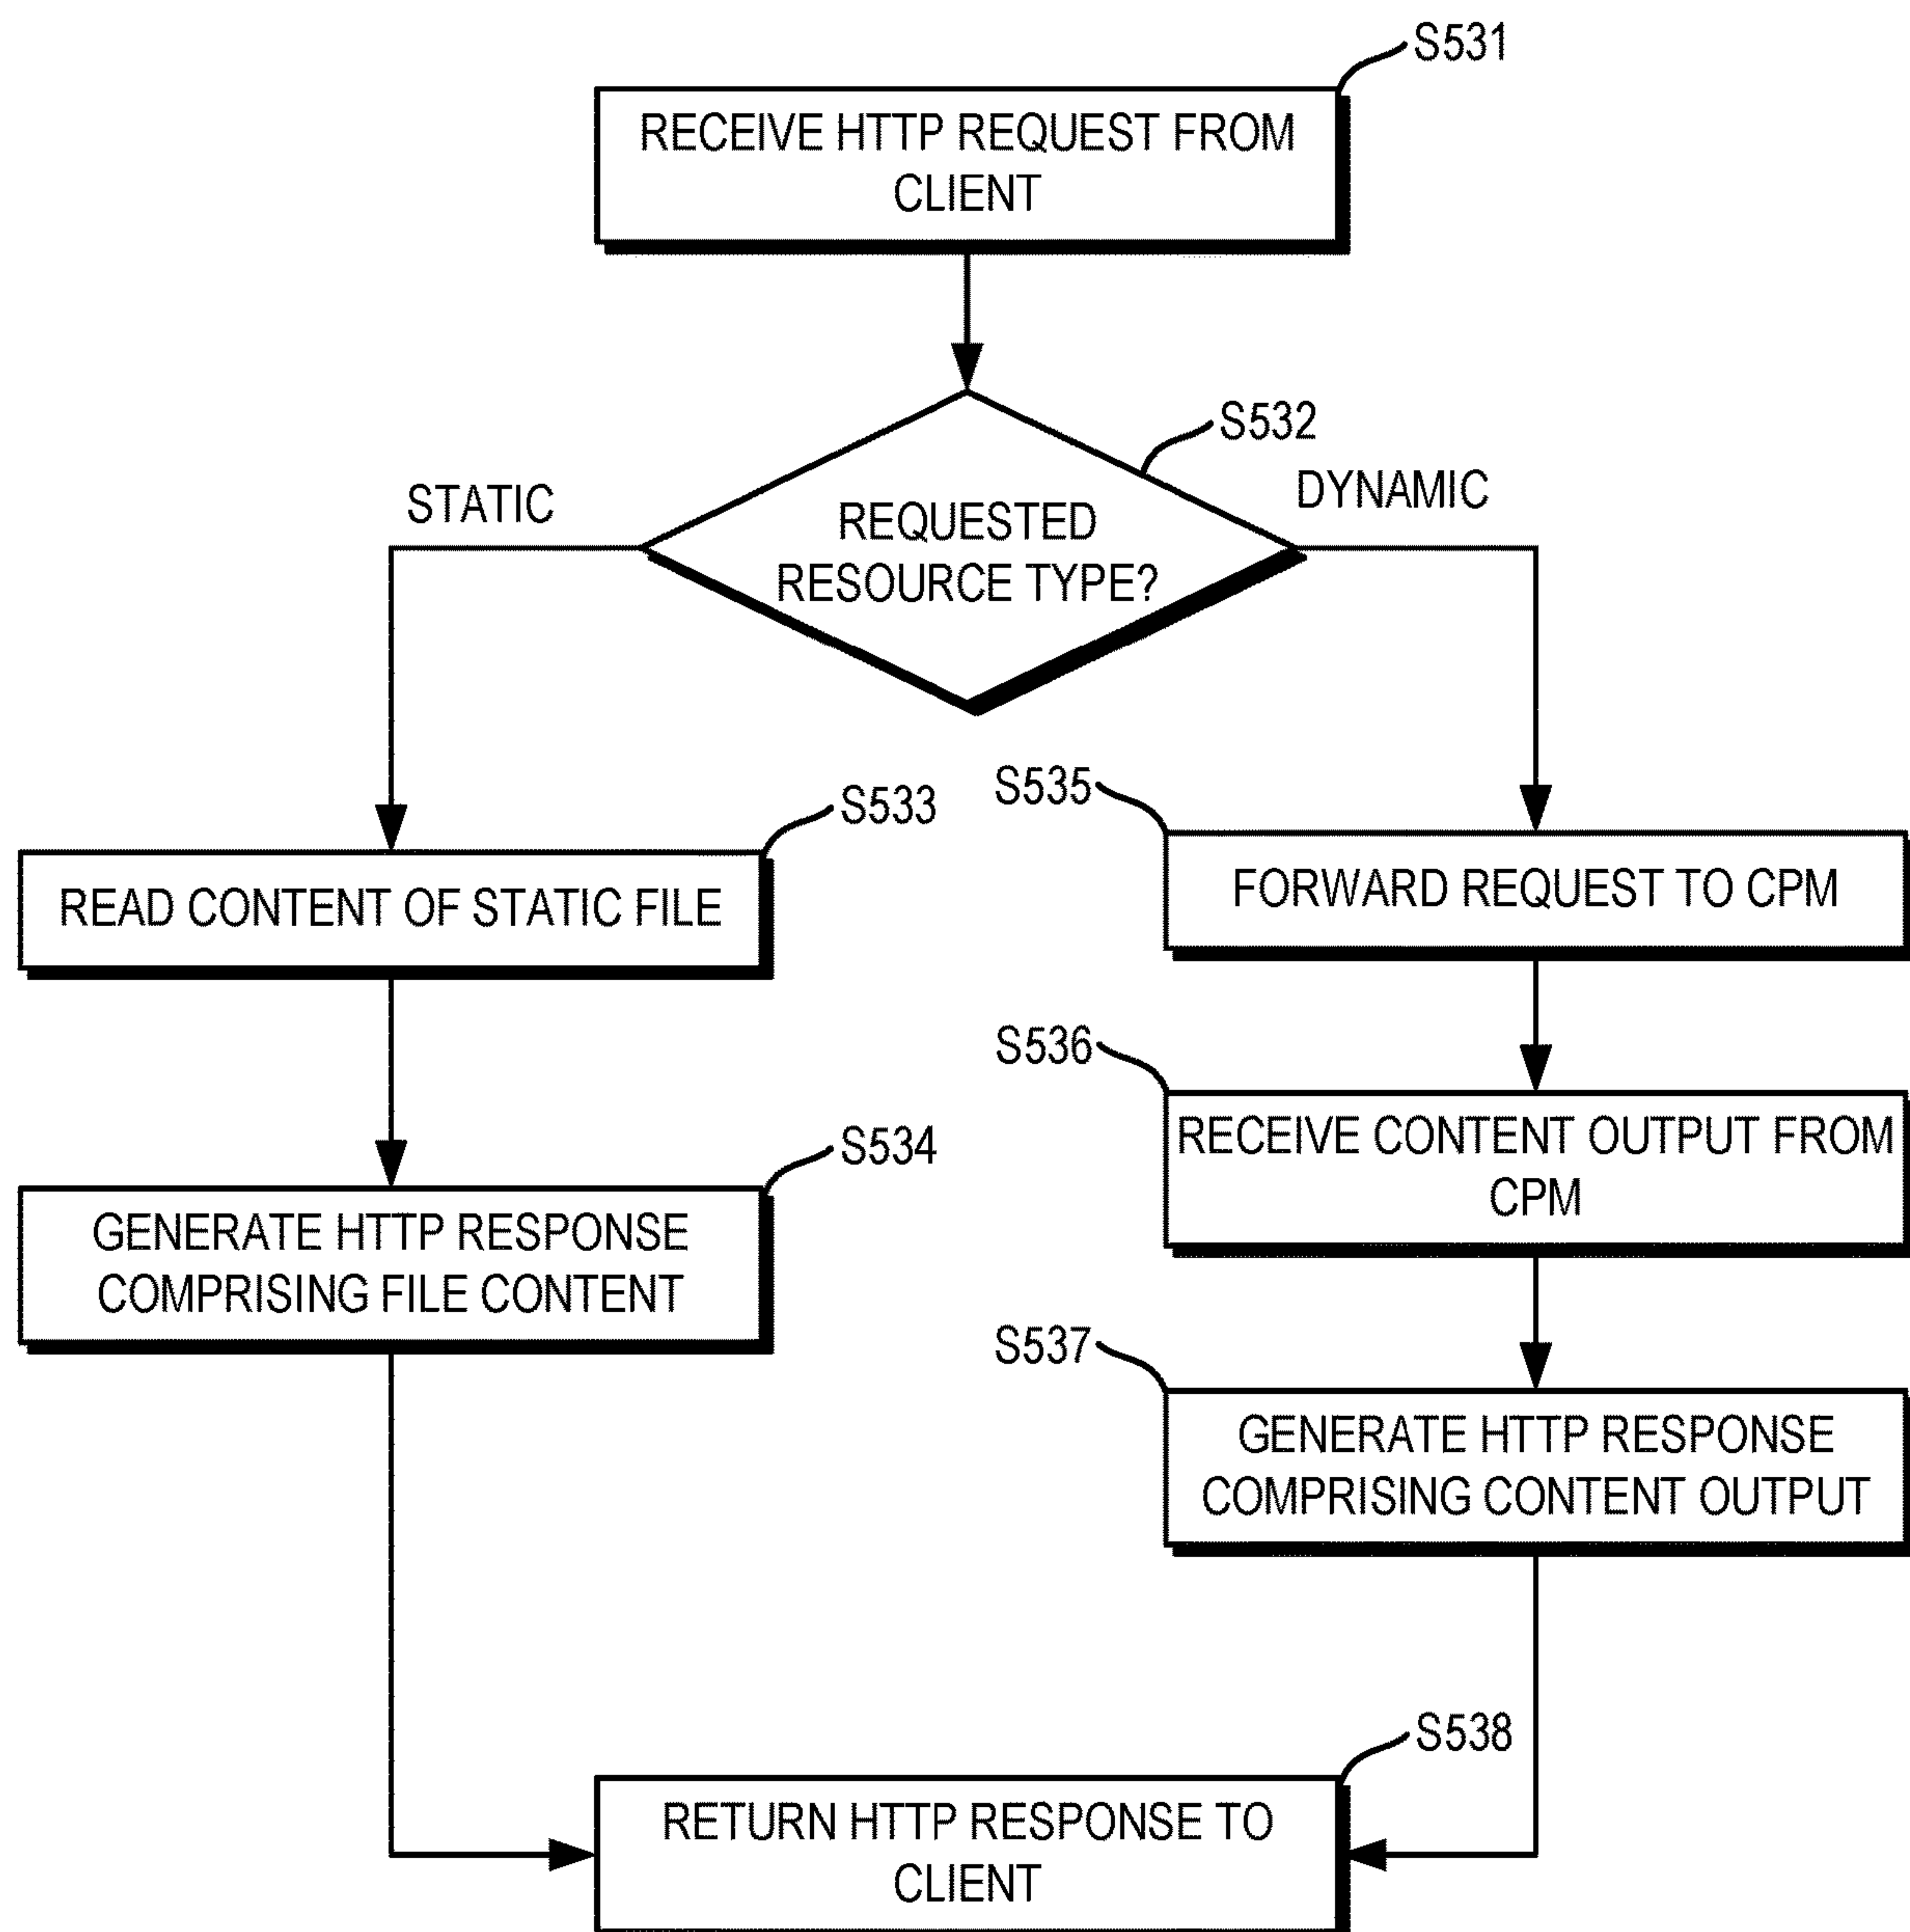 S531
RECEIVE HTTP REQUEST FROM
CLIENT
S532
STATIC
DYNAMIC
REQUESTED
RESOURCE TYPE?
S533
READ CONTENT OF STATIC FILE
S534
GENERATE HTTP RESPONSE
COMPRISING FILE CONTENT
S535
FORWARD REQUEST TO CPM
S536
RECEIVE CONTENT OUTPUT FROM
CPM
S537
GENERATE HTTP RESPONSE
COMPRISING CONTENT OUTPUT
S538
RETURN HTTP RESPONSE TO
CLIENT